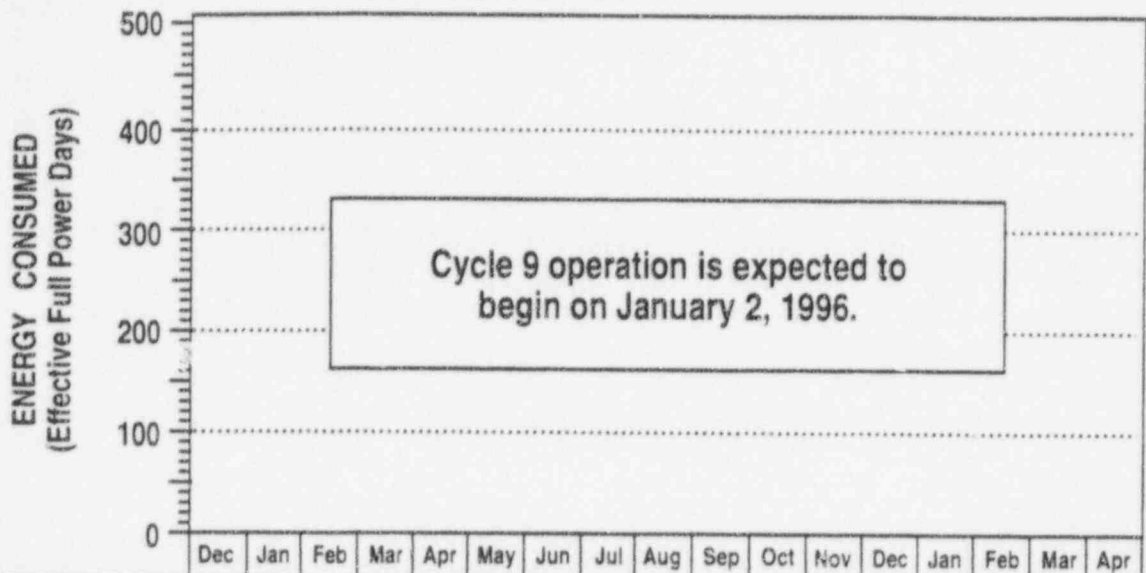 500
400
300
200
100
0
ENERGY CONSUMED
(Effective Full Power Days)
Cycle 9 operation is expected to
begin on January 2, 1996.
Dec Jan Feb Mar Apr May Jun Jul Aug Sep Oct Nov Dec Jan Feb Mar Apr